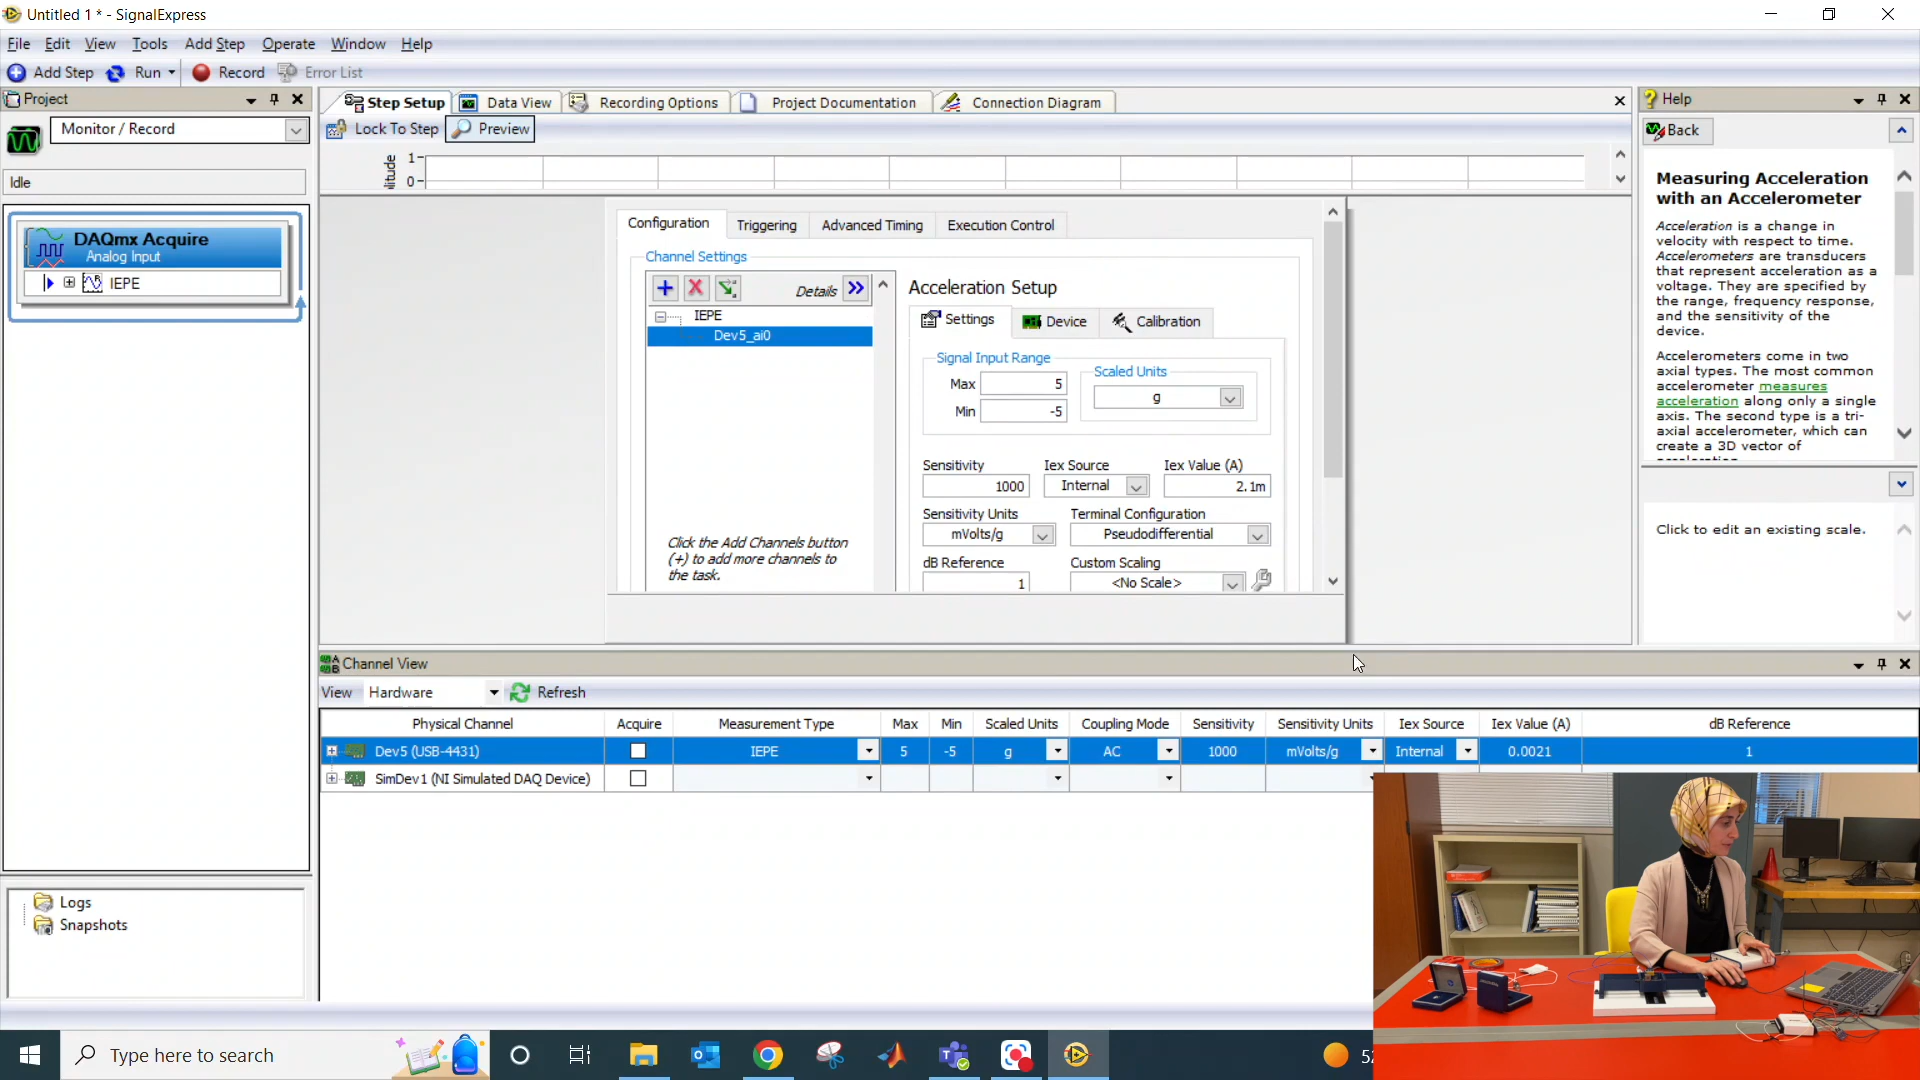 Untitled 1 * - SignalExpress
File Edit View Tools Add Step Operate Window Help
Add Step Run Record Error List
Project
Monitor / Record
Idle
DAQmx Acquire
Analog Input
IEPE
Logs
Snapshots
Step Setup Data View Recording Options Project Documentation Connection Diagram
Lock To Step Preview
1
0
Configuration Triggering Advanced Timing Execution Control
Channel Settings
Details
IEPE
Dev5_ai0
Click the Add Channels button
(+) to add more channels to
the task.
Acceleration Setup
Settings Device Calibration
Signal Input Range
Max 5
Min -5
Scaled Units
g
Sensitivity Iex Source Iex Value (A)
1000 Internal 2.1m
Sensitivity Units Terminal Configuration
mVolts/g Pseudodifferential
dB Reference Custom Scaling
1 <No Scale>
Help
Back
Measuring Acceleration
with an Accelerometer
Acceleration is a change in
velocity with respect to time.
Accelerometers are transducers
that represent acceleration as a
voltage. They are specified by
the range, frequency response,
and the sensitivity of the
device.
Accelerometers come in two
axial types. The most common
accelerometer measures
acceleration along only a single
axis. The second type is a tri-
axial accelerometer, which can
create a 3D vector of
Click to edit an existing scale.
Channel View
View Hardware Refresh
Physical Channel Acquire Measurement Type Max Min Scaled Units Coupling Mode Sensitivity Sensitivity Units Iex Source Iex Value (A) dB Reference
Dev5 (USB-4431) IEPE 5 -5 g AC 1000 mVolts/g Internal 0.0021 1
SimDev1 (NI Simulated DAQ Device)
Type here to search